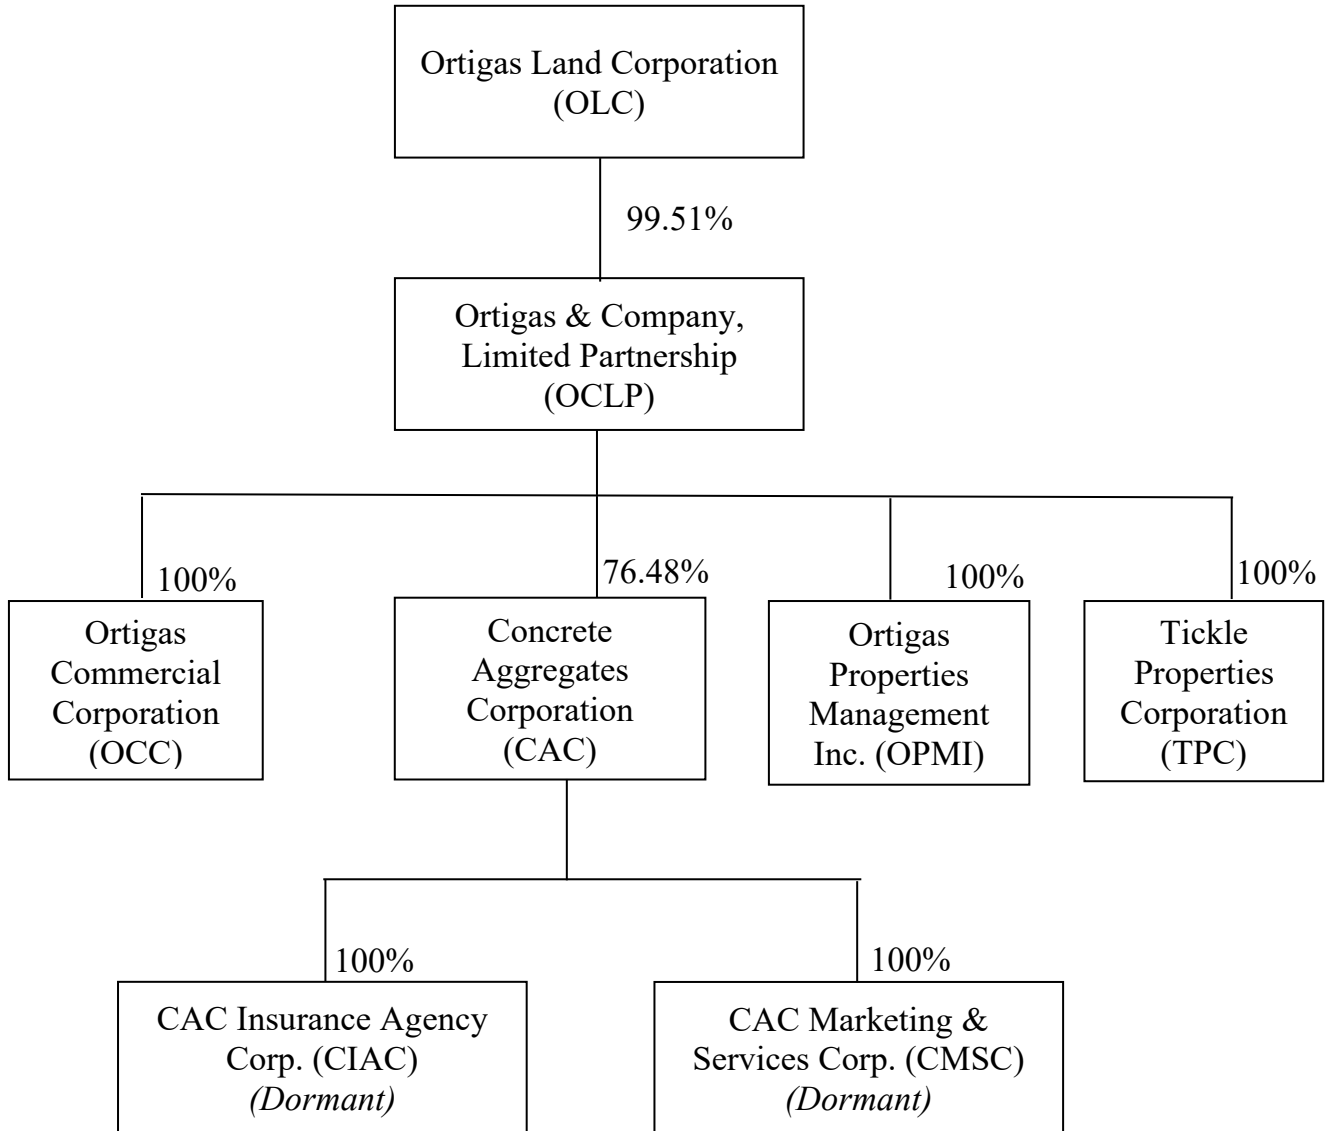 Ortigas Land Corporation
(OLC)
99.51%
Ortigas & Company,
Limited Partnership
(OCLP)
100%
76.48%
100%
100%
Ortigas
Commercial
Corporation
(OCC)
Concrete
Aggregates
Corporation
(CAC)
Ortigas
Properties
Management
Inc. (OPMI)
Tickle
Properties
Corporation
(TPC)
100%
100%
CAC Insurance Agency
Corp. (CIAC)
(Dormant)
CAC Marketing &
Services Corp. (CMSC)
(Dormant)